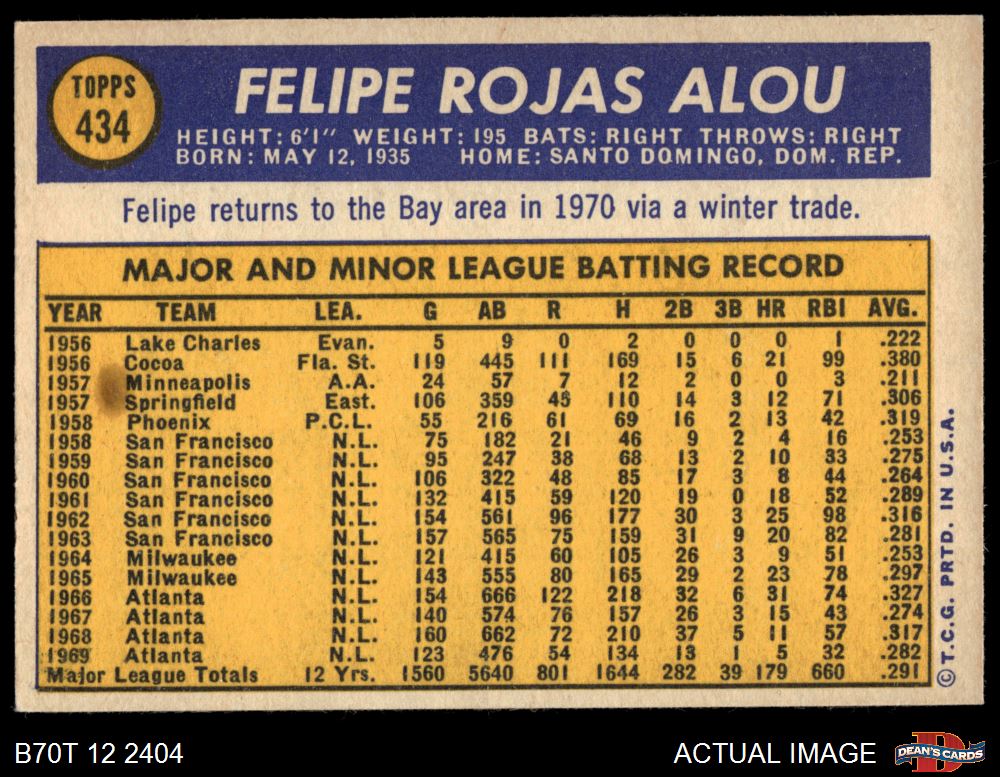 TOPPS
434
FELIPE ROJAS ALOU
HEIGHT: 6'1" WEIGHT: 195 BATS: RIGHT THROWS: RIGHT
BORN: MAY 12, 1935 HOME: SANTO DOMINGO, DOM. REP.
Felipe returns to the Bay area in 1970 via a winter trade.
MAJOR AND MINOR LEAGUE BATTING RECORD
YEAR TEAM LEA. G AB R H 2B 3B HR RBI AVG.
1956 Lake Charles Evan. 5 9 0 2 0 0 0 1 .222
1956 Cocoa Fla. St. 119 445 111 169 15 6 21 99 .380
1957 Minneapolis A.A. 24 57 7 12 2 0 0 3 .211
1957 Springfield East. 106 359 45 110 14 3 12 71 .306
1958 Phoenix P.C.L. 55 216 61 69 16 2 13 42 .319
1958 San Francisco N.L. 75 182 21 46 9 2 4 16 .253
1959 San Francisco N.L. 95 247 38 68 13 2 10 33 .275
1960 San Francisco N.L. 106 322 48 85 17 3 8 44 .264
1961 San Francisco N.L. 132 415 59 120 19 0 18 52 .289
1962 San Francisco N.L. 154 561 96 177 30 3 25 98 .316
1963 San Francisco N.L. 157 565 75 159 31 9 20 82 .281
1964 Milwaukee N.L. 121 415 60 105 26 3 9 51 .253
1965 Milwaukee N.L. 143 555 80 165 29 2 23 78 .297
1966 Atlanta N.L. 154 666 122 218 32 6 31 74 .327
1967 Atlanta N.L. 140 574 76 157 26 3 15 43 .274
1968 Atlanta N.L. 160 662 72 210 37 5 11 57 .317
1969 Atlanta N.L. 123 476 54 134 13 1 5 32 .282
Major League Totals 12 Yrs. 1560 5640 801 1644 282 39 179 660 .291
© T.C.G. PRTD. IN U.S.A.
B70T 12 2404
ACTUAL IMAGE
D
DEAN'S CARDS